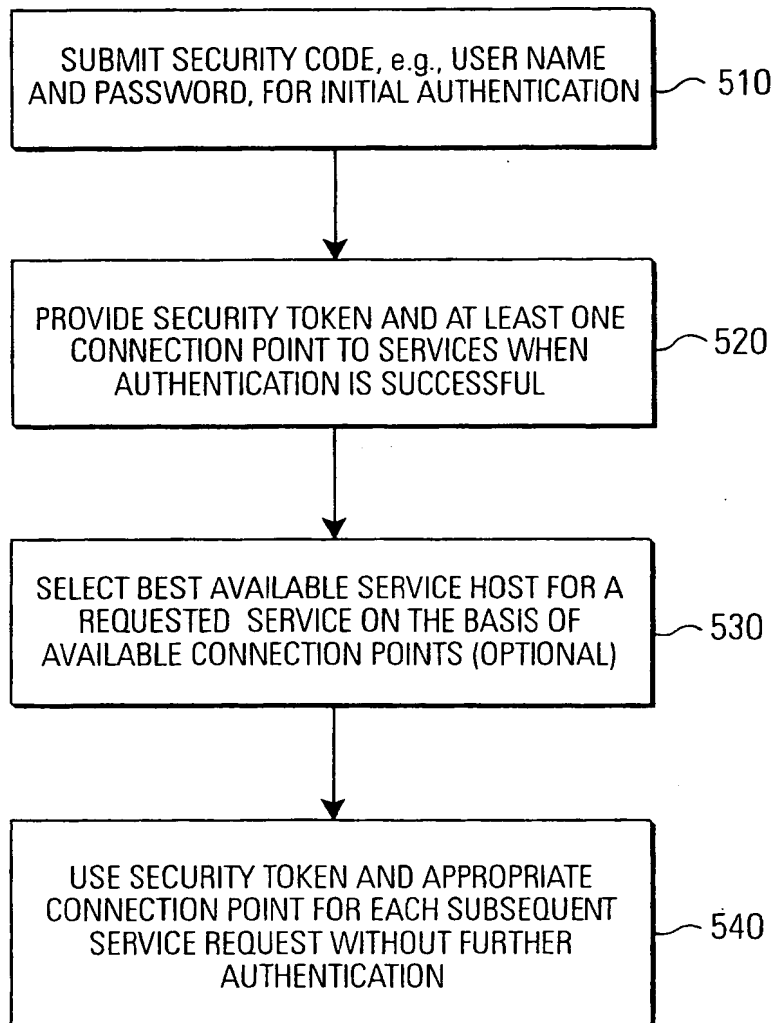 SUBMIT SECURITY CODE, e.g., USER NAME
AND PASSWORD, FOR INITIAL AUTHENTICATION
510
PROVIDE SECURITY TOKEN AND AT LEAST ONE
CONNECTION POINT TO SERVICES WHEN
AUTHENTICATION IS SUCCESSFUL
520
SELECT BEST AVAILABLE SERVICE HOST FOR A
REQUESTED SERVICE ON THE BASIS OF
AVAILABLE CONNECTION POINTS (OPTIONAL)
530
USE SECURITY TOKEN AND APPROPRIATE
CONNECTION POINT FOR EACH SUBSEQUENT
SERVICE REQUEST WITHOUT FURTHER
AUTHENTICATION
540